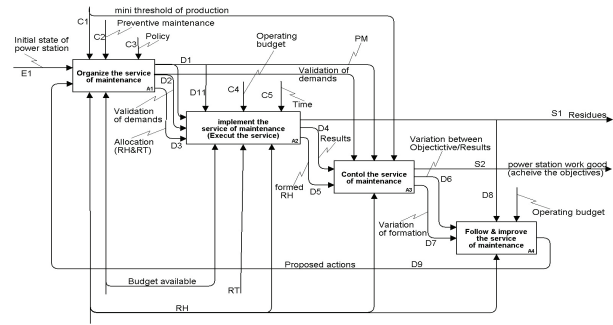 mini threshold of production
C1
Preventive maintenance
C2
Policy
C3
Initial state of
power station
E1
Organize the service
of maintenance
A1
D1
D2
Validation
of demands
Allocation
(RH&RT)
D3
D11
Operating
budget
C4
C5
Time
PM
Validation of
demands
implement the
service of maintenance
(Execut the service)
A2
S1 Residues
D4
Results
formed
RH
D5
Variation between
Objectictive/Results
Contol the service
of maintenance
A3
S2
power station work good
(acheive the objectives)
D6
D8
Variation
of formation
D7
Operating budget
Follow & improve
the service
of maintenance
A4
Proposed actions
D9
Budget available
RT
RH